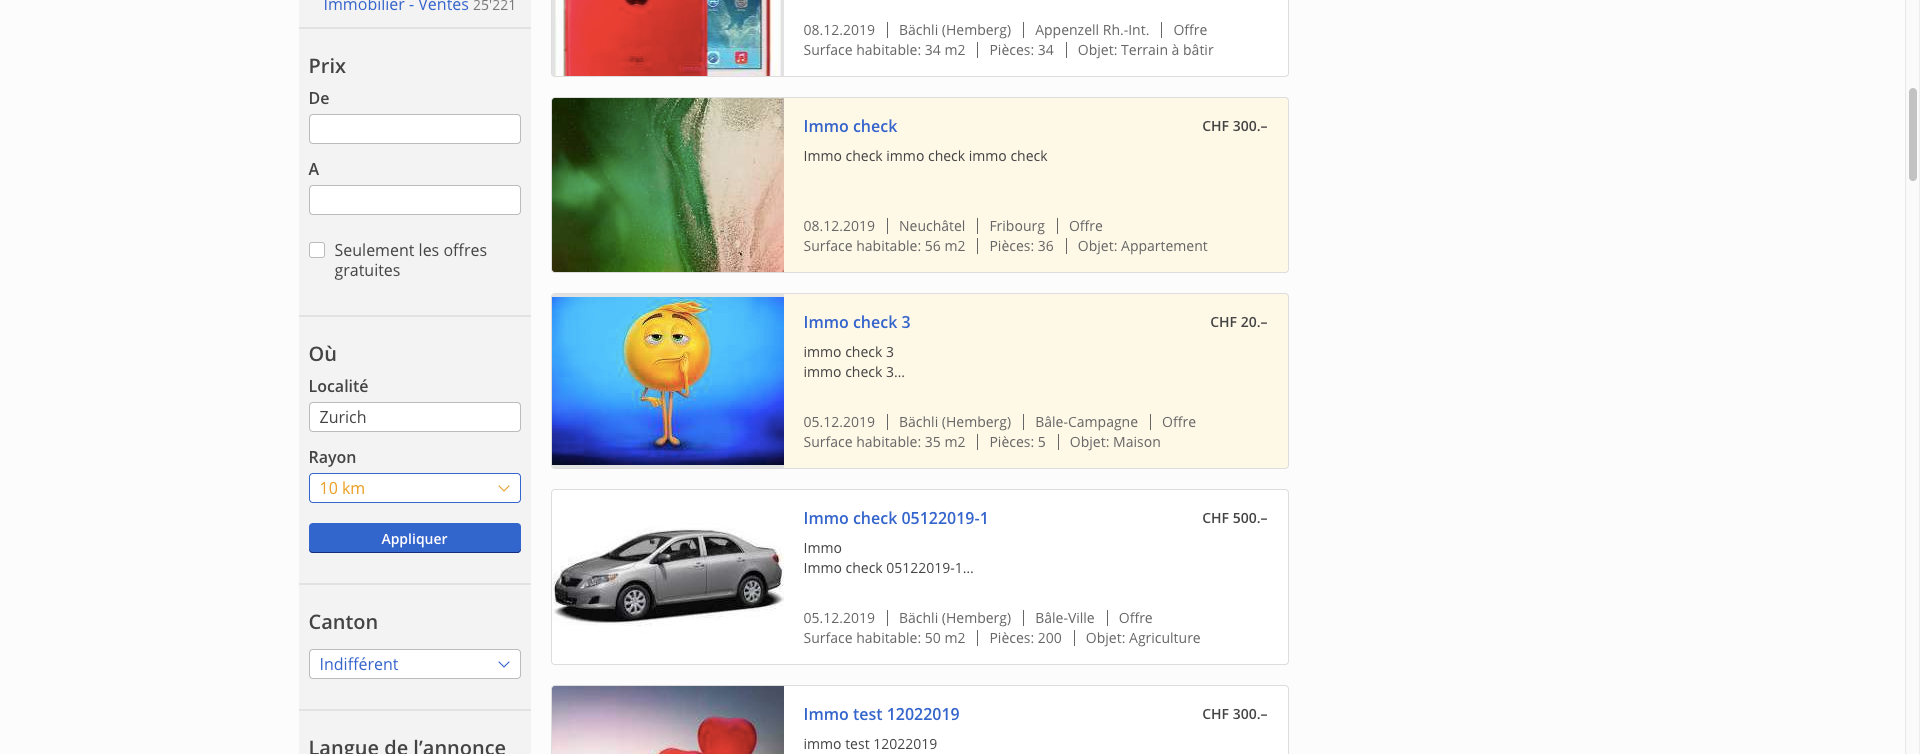 Immobilier - Ventes 25'221
Prix
De
A
Seulement les offres
gratuites
Où
Localité
Zurich
Rayon
10 km
Appliquer
Canton
Indifférent
Langue de l’annonce
08.12.2019 | Bächli (Hemberg) | Appenzell Rh.-Int. | Offre
Surface habitable: 34 m2 | Pièces: 34 | Objet: Terrain à bâtir
Immo check CHF 300.–
Immo check immo check immo check
08.12.2019 | Neuchâtel | Fribourg | Offre
Surface habitable: 56 m2 | Pièces: 36 | Objet: Appartement
Immo check 3 CHF 20.–
immo check 3
immo check 3...
05.12.2019 | Bächli (Hemberg) | Bâle-Campagne | Offre
Surface habitable: 35 m2 | Pièces: 5 | Objet: Maison
Immo check 05122019-1 CHF 500.–
Immo
Immo check 05122019-1...
05.12.2019 | Bächli (Hemberg) | Bâle-Ville | Offre
Surface habitable: 50 m2 | Pièces: 200 | Objet: Agriculture
Immo test 12022019 CHF 300.–
immo test 12022019